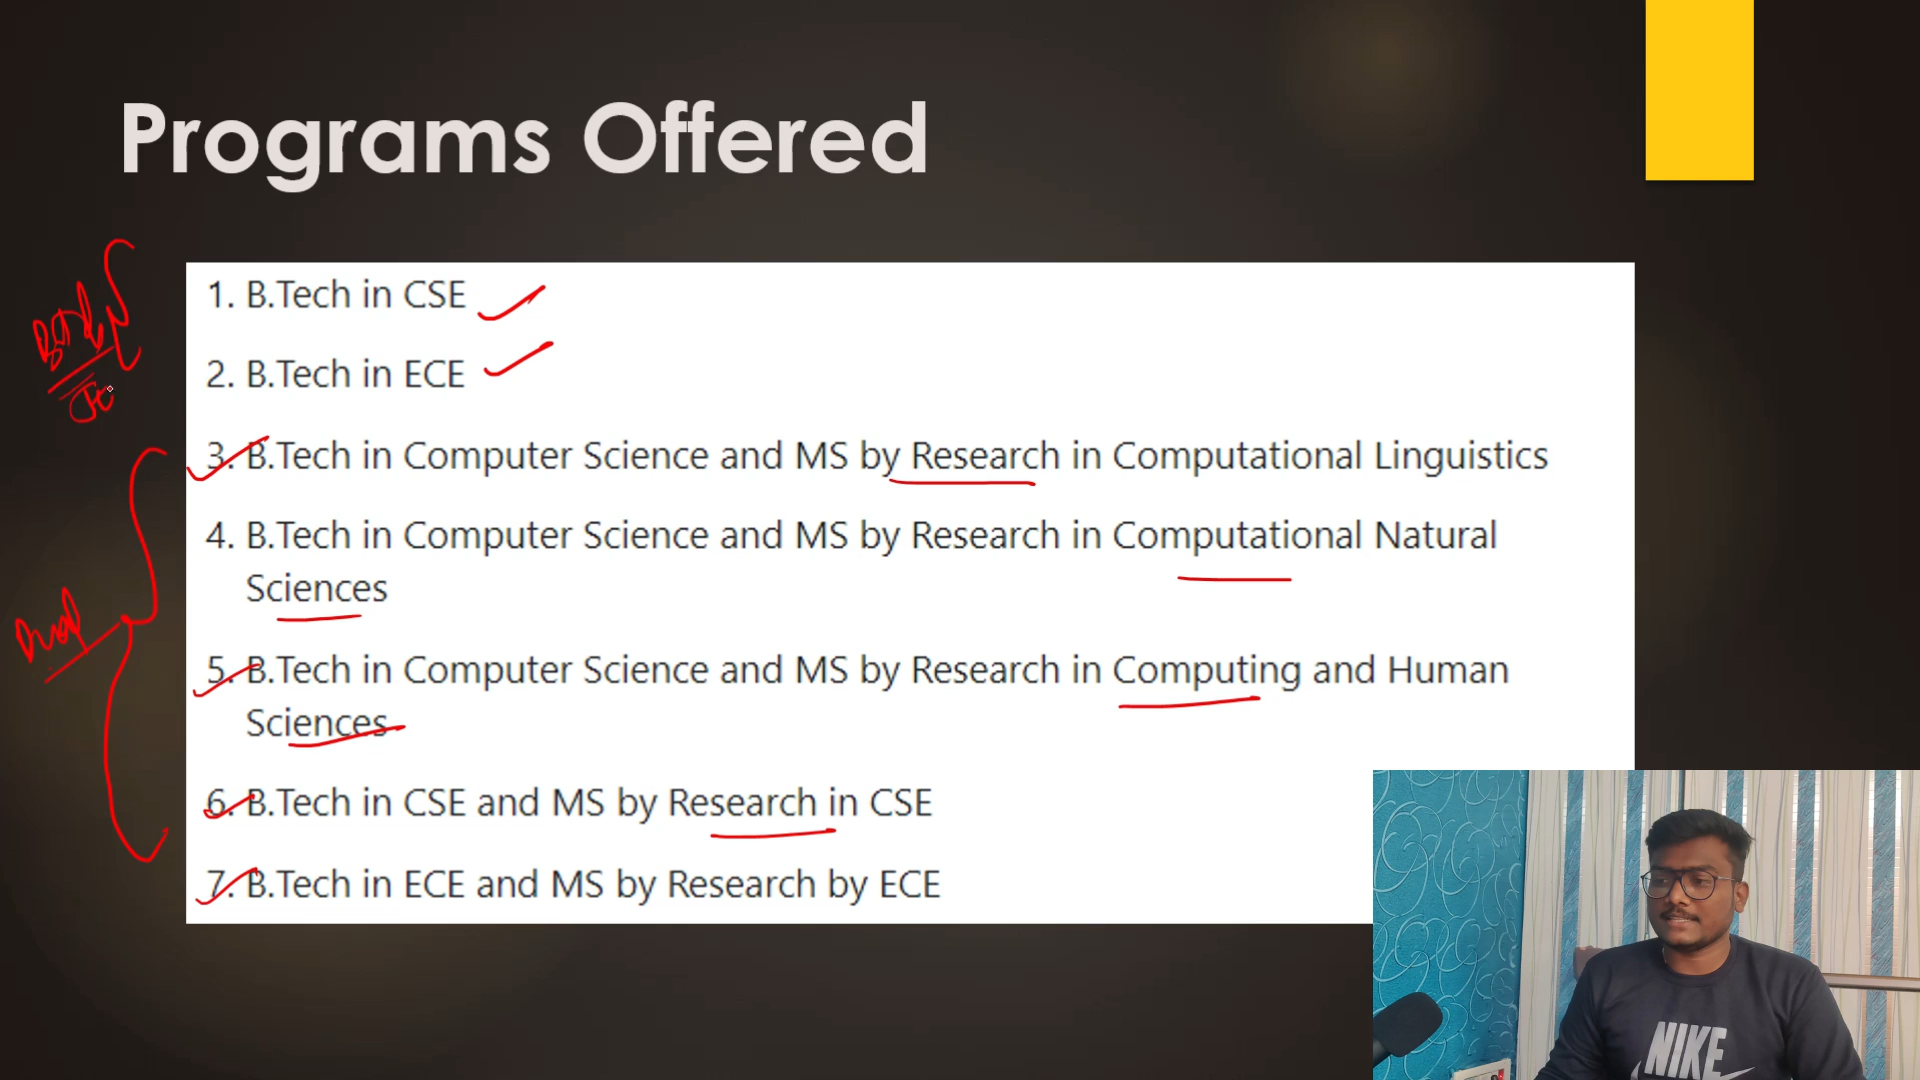 Programs Offered
1. B.Tech in CSE
2. B.Tech in ECE
3. B.Tech in Computer Science and MS by Research in Computational Linguistics
4. B.Tech in Computer Science and MS by Research in Computational Natural
Sciences
5. B.Tech in Computer Science and MS by Research in Computing and Human
Sciences
6. B.Tech in CSE and MS by Research in CSE
7. B.Tech in ECE and MS by Research by ECE
Dual
NIKE